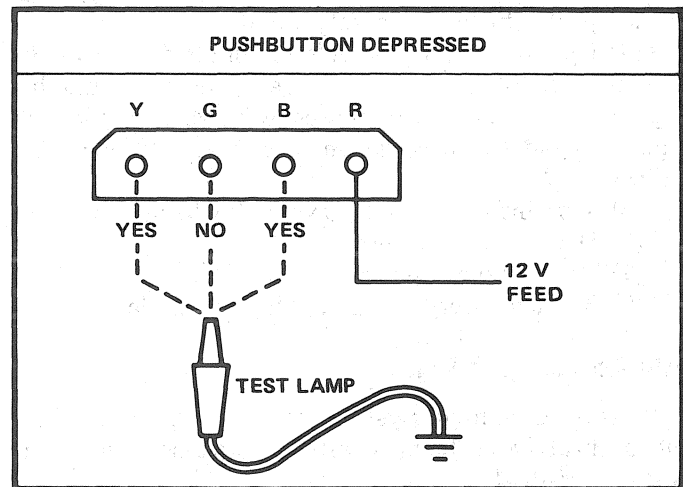 PUSHBUTTON DEPRESSED
Y G B R
YES NO YES
12 V
FEED
TEST LAMP